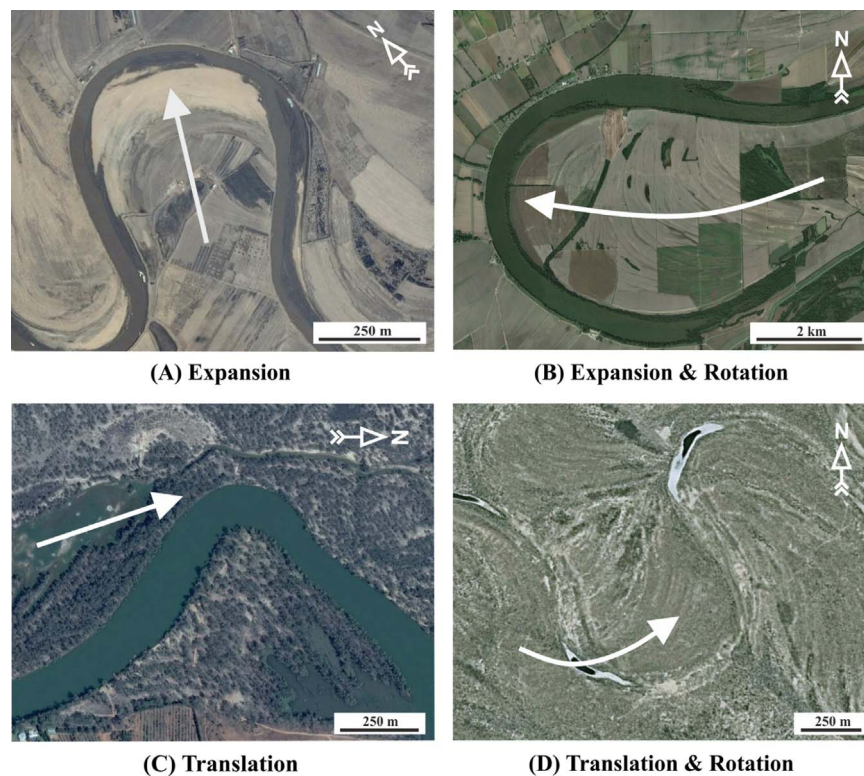 N
250 m
(A) Expansion
N
2 km
(B) Expansion & Rotation
N
250 m
(C) Translation
N
250 m
(D) Translation & Rotation